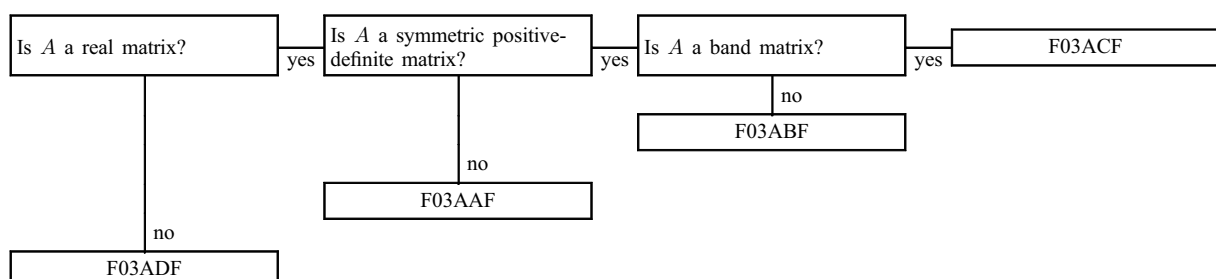 Is A a real matrix?
yes
Is A a symmetric positive-
definite matrix?
yes
Is A a band matrix?
yes
F03ACF
no
F03ABF
no
F03AAF
no
F03ADF